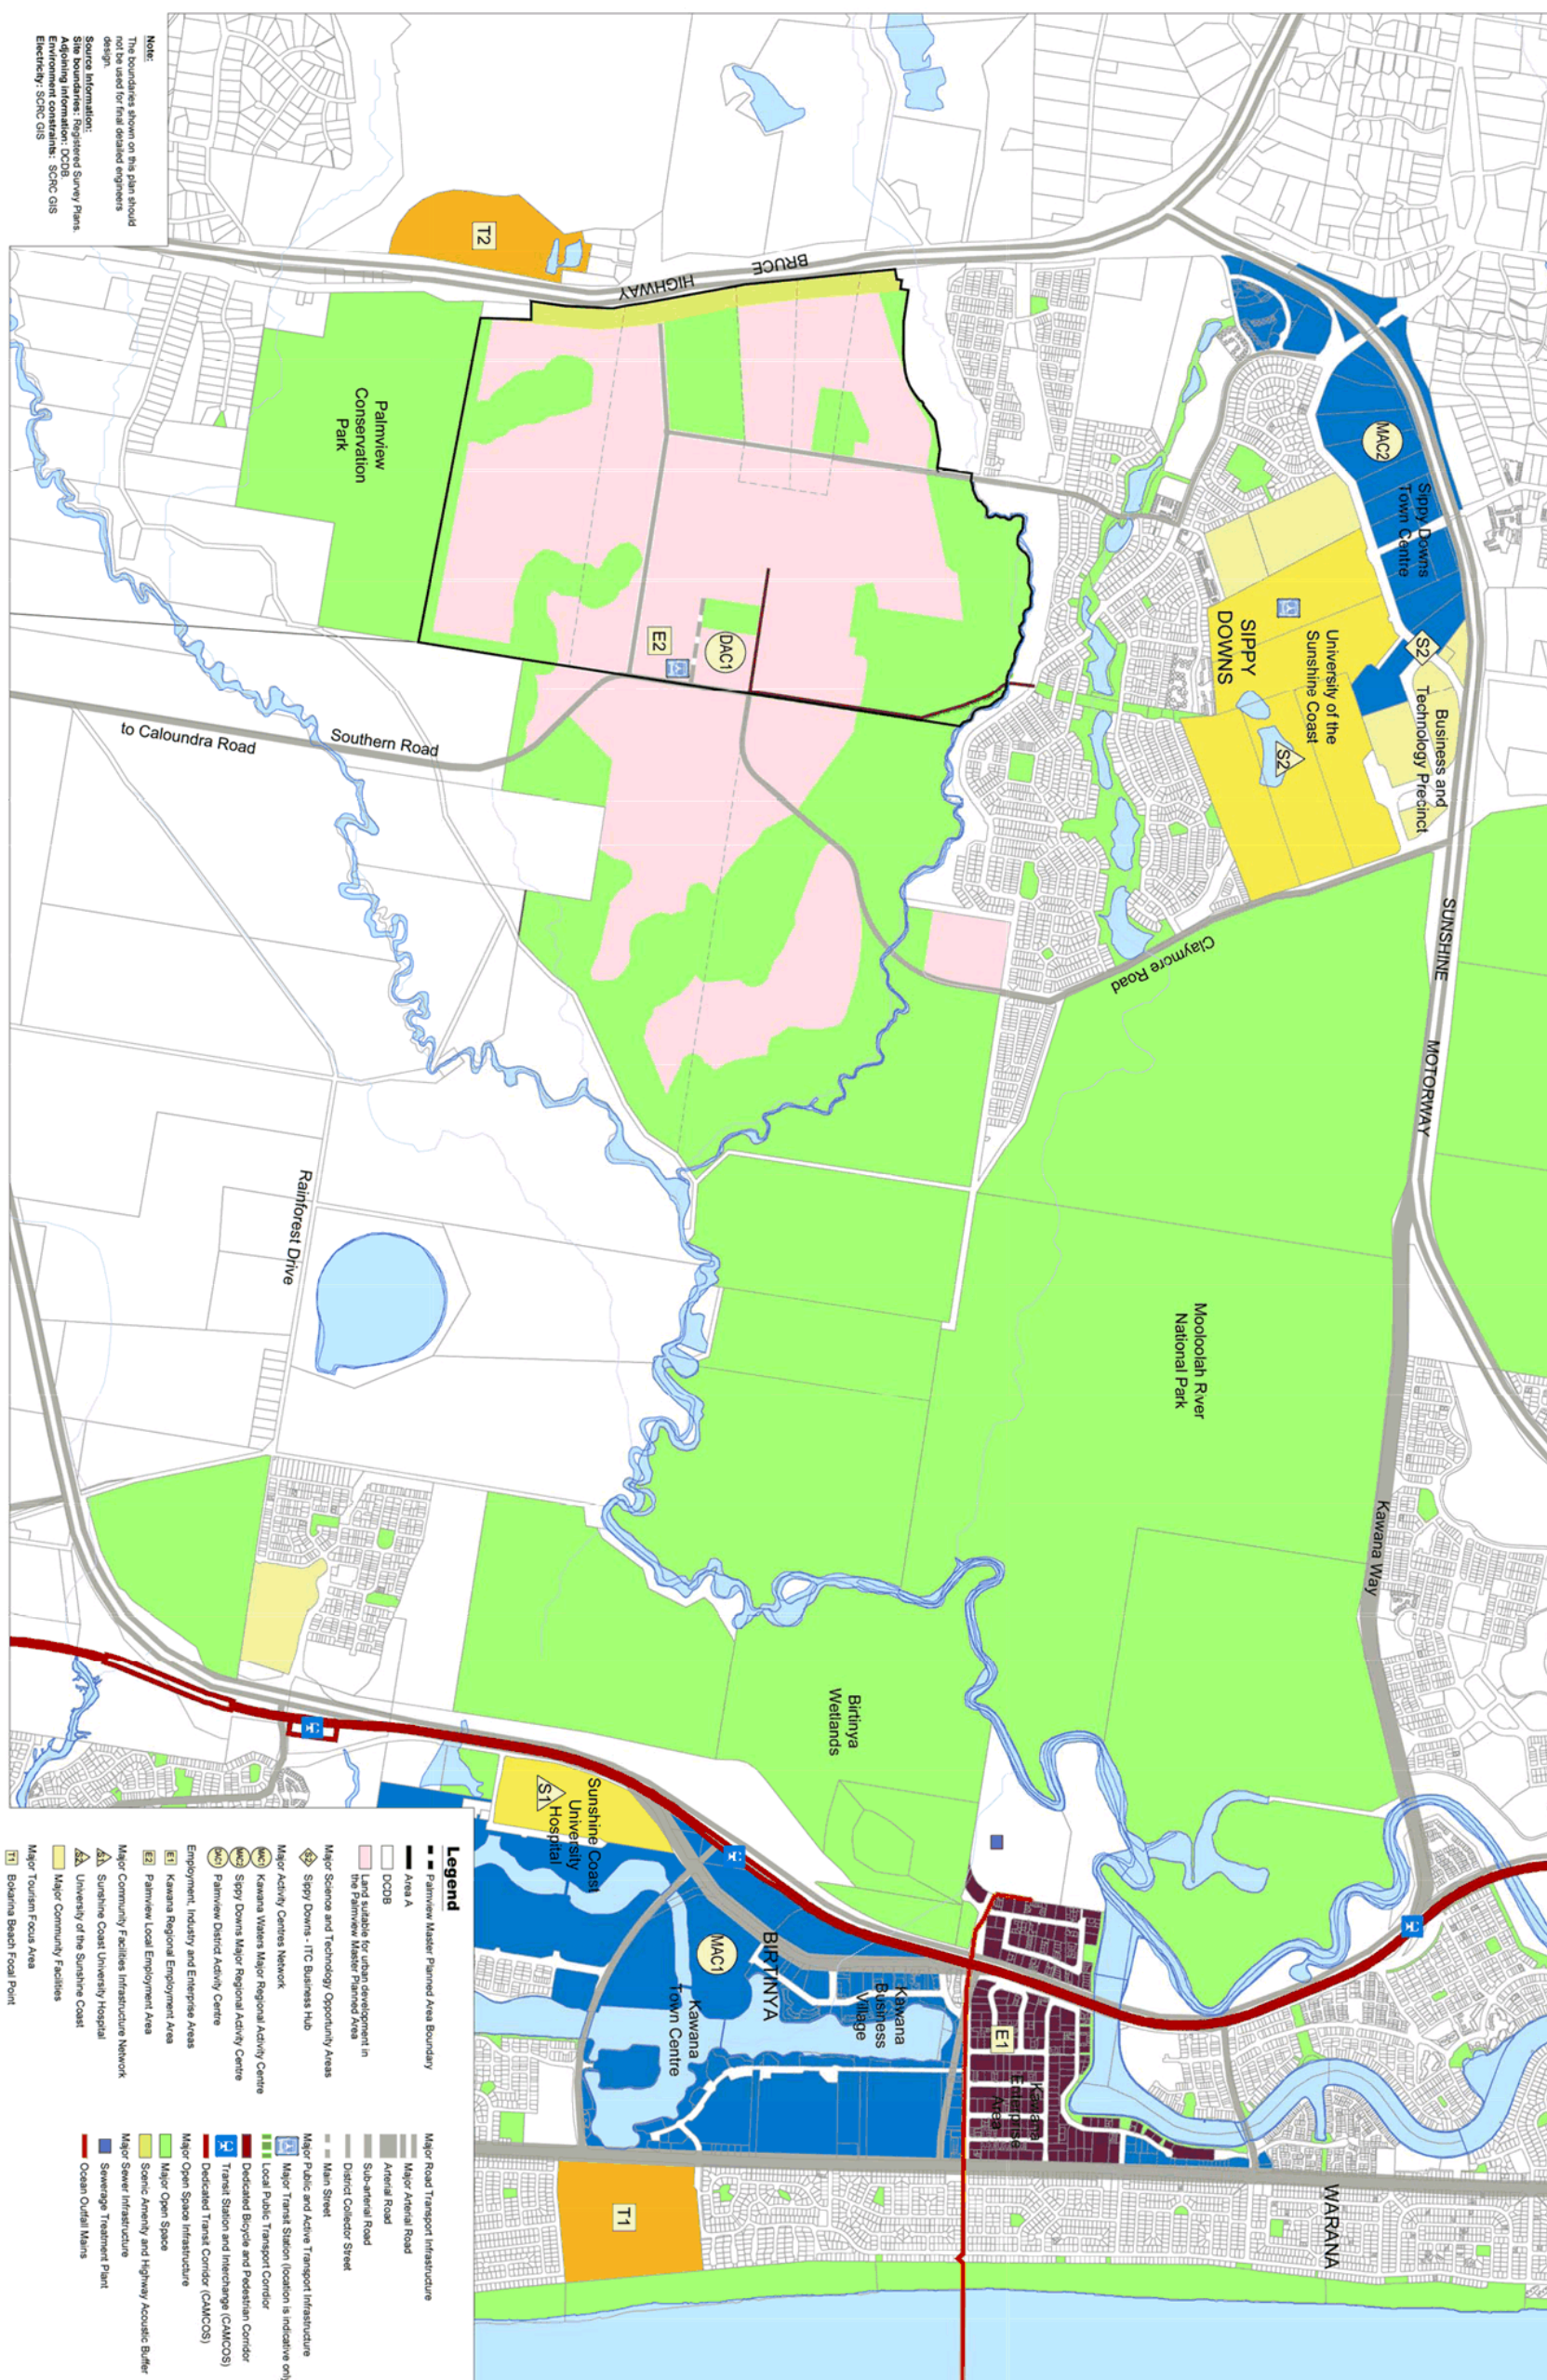 Note:
The boundaries shown on this plan should
not be used for final detailed engineers
design.
Source Information:
Site boundaries: Registered Survey Plans.
Adjoining information: DCDB.
Environment constraints: SCRC GIS
Electricity: SCRC GIS
T2
BRUCE
HIGHWAY
Palmview
Conservation
Park
MAC2
Sippy Downs
Town Centre
S2
Business and
Technology Precinct
University of the
Sunshine Coast
SIPPY
DOWNS
S2
E2
DAC1
Southern Road
to Caloundra Road
Claymore Road
SUNSHINE
MOTORWAY
Rainforest Drive
Mooloolah River
National Park
Kawana Way
Birtinya
Wetlands
Sunshine Coast
University
Hospital
S1
MAC1
BIRTINYA
Kawana
Business
Village
Kawana
Town Centre
E1
Kawana
Enterprise
Area
WARANA
T1
Legend
Palmview Master Planned Area Boundary
Area A
DCDB
Land suitable for urban development in
the Palmview Master Planned Area
Major Science and Technology Opportunity Areas
S2 Sippy Downs - ITC Business Hub
Major Activity Centres Network
MAC1 Kawana Waters Major Regional Activity Centre
MAC2 Sippy Downs Major Regional Activity Centre
DAC1 Palmview District Activity Centre
Employment, Industry and Enterprise Areas
E1 Kawana Regional Employment Area
E2 Palmview Local Employment Area
Major Community Facilities Infrastructure Network
S1 Sunshine Coast University Hospital
S2 University of the Sunshine Coast
Major Community Facilities
Major Tourism Focus Area
T1 Bokarina Beach Focal Point
Major Road Transport Infrastructure
Major Arterial Road
Arterial Road
Sub-arterial Road
District Collector Street
Main Street
Major Public and Active Transport Infrastructure
Major Transit Station (location is indicative only
Local Public Transport Corridor
Dedicated Bicycle and Pedestrian Corridor
Transit Station and Interchange (CAMCOS)
Dedicated Transit Corridor (CAMCOS)
Major Open Space Infrastructure
Major Open Space
Scenic Amenity and Highway Acoustic Buffer
Major Sewer Infrastructure
Sewerage Treatment Plant
Ocean Outfall Mains